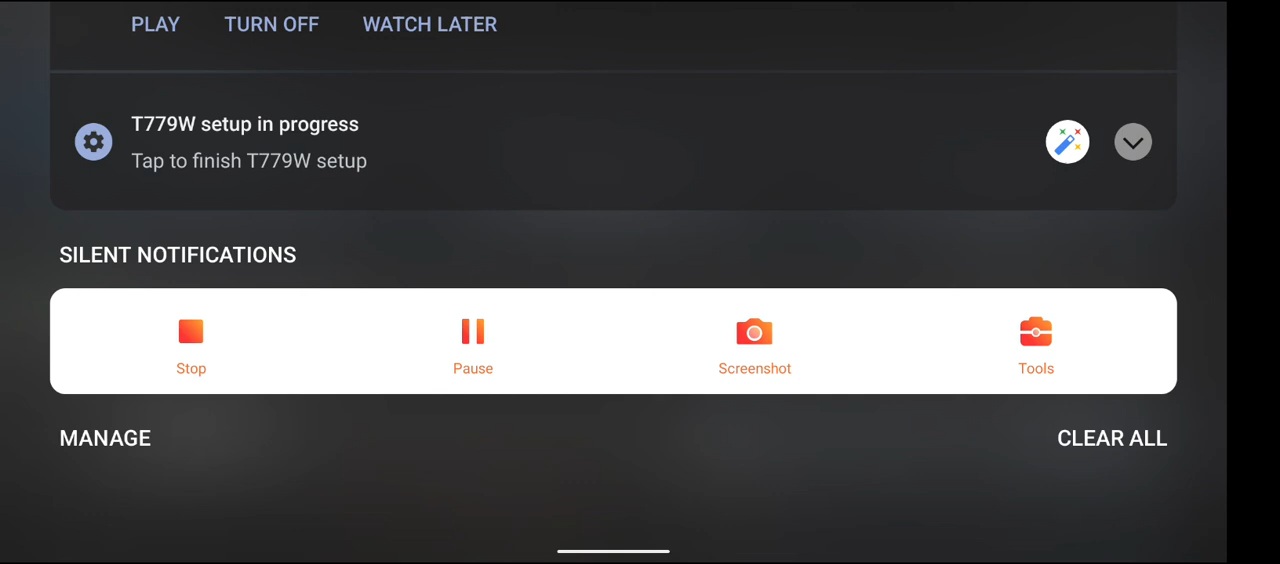 PLAY TURN OFF WATCH LATER
T779W setup in progress
Tap to finish T779W setup
SILENT NOTIFICATIONS
Stop Pause Screenshot Tools
MANAGE CLEAR ALL